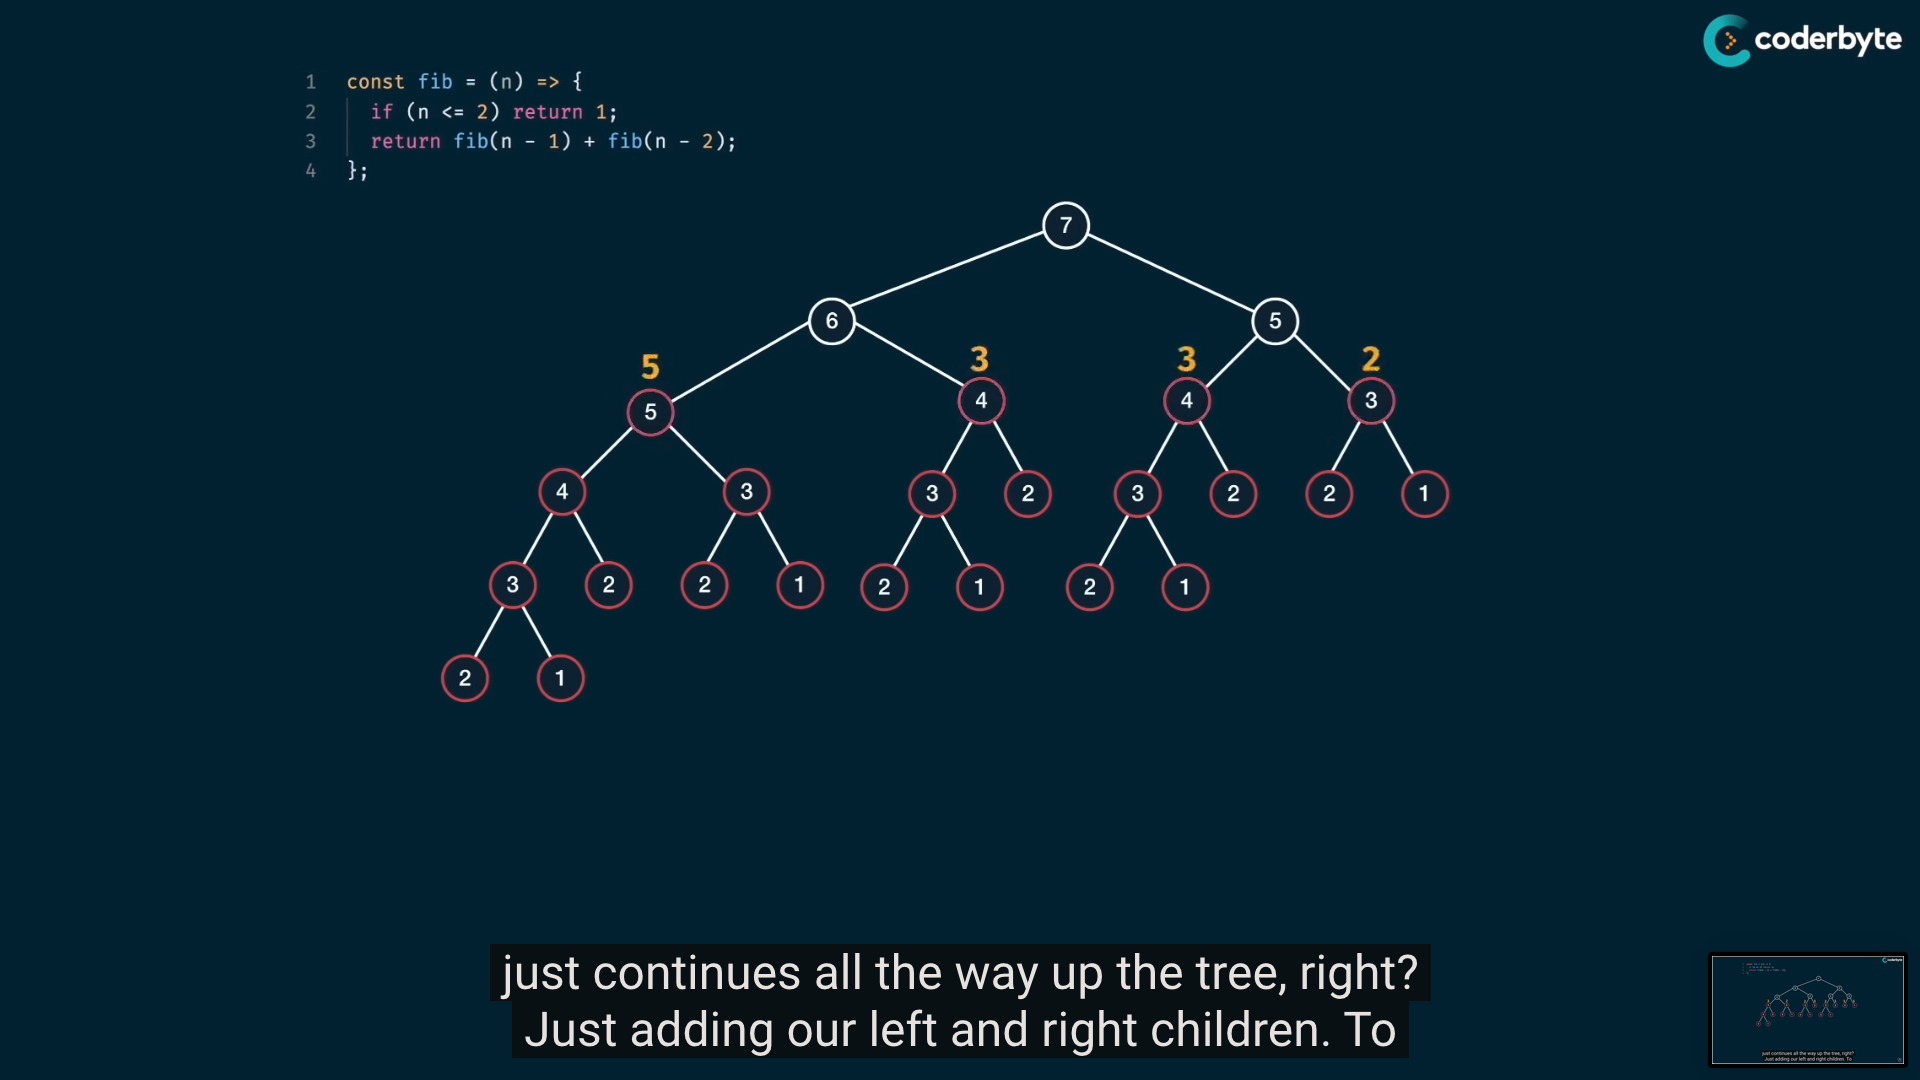 coderbyte
1 const fib = (n) => {
2 if (n <= 2) return 1;
3 return fib(n - 1) + fib(n - 2);
4 };
7
6 5
5 3 3 2
5 4 4 3
4 3 3 2 3 2 2 1
3 2 2 1 2 1 2 1
2 1
just continues all the way up the tree, right?
Just adding our left and right children. To